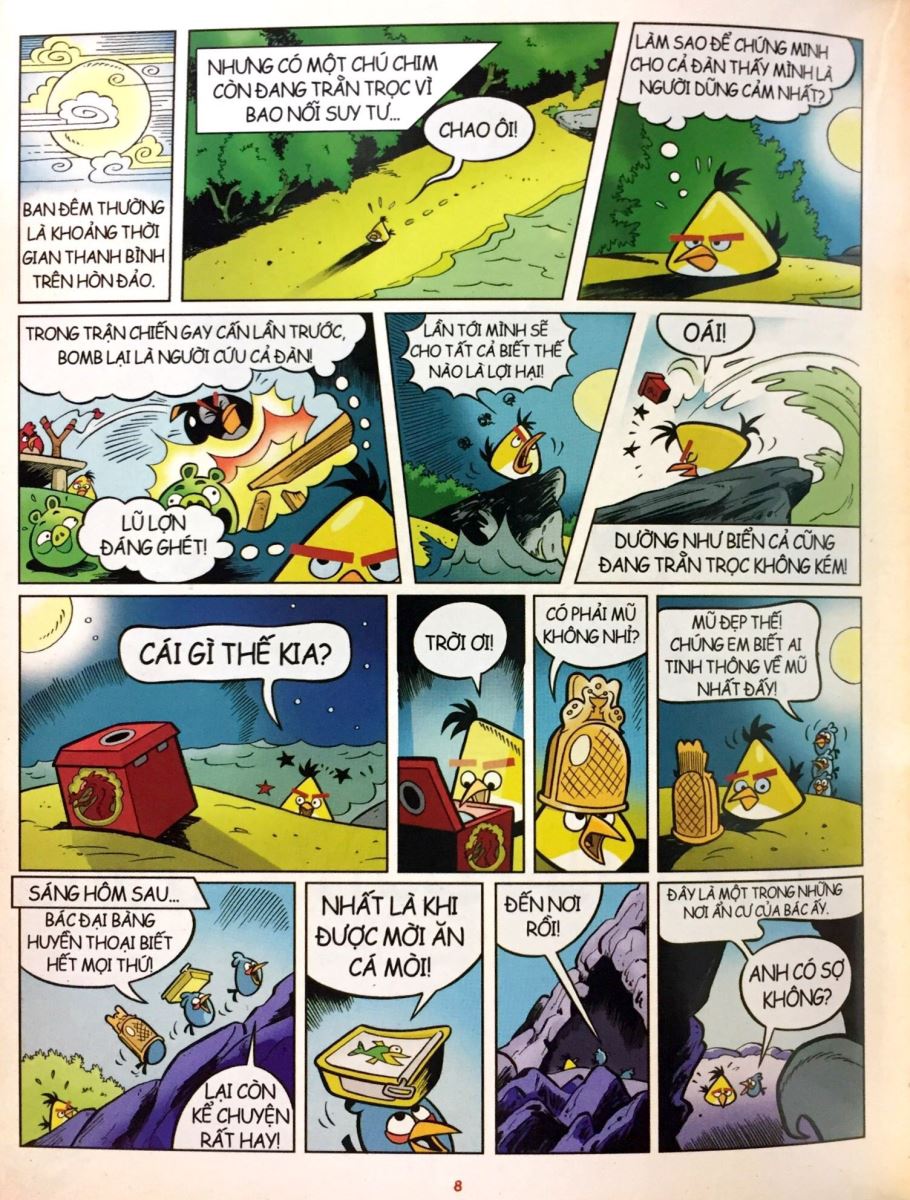 BAN ĐÊM THƯỜNG
LÀ KHOẢNG THỜI
GIAN THANH BÌNH
TRÊN HÒN ĐẢO.
NHƯNG CÓ MỘT CHÚ CHIM
CÒN ĐANG TRẰN TRỌC VÌ
BAO NỖI SUY TƯ...
CHAO ÔI!
LÀM SAO ĐỂ CHỨNG MINH
CHO CẢ ĐÀN THẤY MÌNH LÀ
NGƯỜI DŨNG CẢM NHẤT?
TRONG TRẬN CHIẾN GAY CẤN LẦN TRƯỚC,
BOMB LẠI LÀ NGƯỜI CỨU CẢ ĐÀN!
LŨ LỢN
ĐÁNG GHÉT!
LẦN TỚI MÌNH SẼ
CHO TẤT CẢ BIẾT THẾ
NÀO LÀ LỢI HẠI!
OÁI!
DƯỜNG NHƯ BIỂN CẢ CŨNG
ĐANG TRẰN TRỌC KHÔNG KÉM!
CÁI GÌ THẾ KIA?
TRỜI ƠI!
CÓ PHẢI MŨ
KHÔNG NHỈ?
MŨ ĐẸP THẾ!
CHÚNG EM BIẾT AI
TINH THÔNG VỀ MŨ
NHẤT ĐẤY!
SÁNG HÔM SAU...
BÁC ĐẠI BÀNG
HUYỀN THOẠI BIẾT
HẾT MỌI THỨ!
LẠI CÒN
KỂ CHUYỆN
RẤT HAY!
NHẤT LÀ KHI
ĐƯỢC MỜI ĂN
CÁ MÒI!
ĐẾN NƠI
RỒI!
ĐÂY LÀ MỘT TRONG NHỮNG
NƠI ẨN CƯ CỦA BÁC ẤY.
ANH CÓ SỢ
KHÔNG?
8